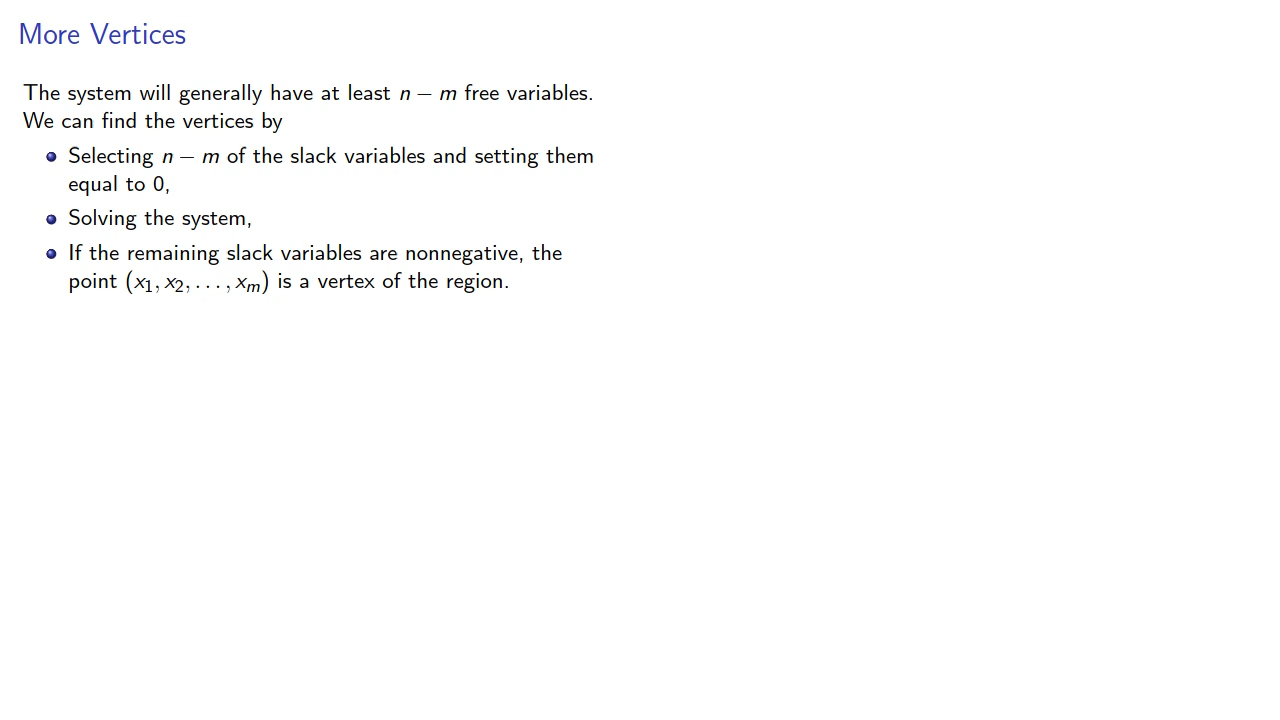 More Vertices
The system will generally have at least n − m free variables.
We can find the vertices by
Selecting n − m of the slack variables and setting them
equal to 0,
Solving the system,
If the remaining slack variables are nonnegative, the
point (x₁, x₂, . . . , xₘ) is a vertex of the region.